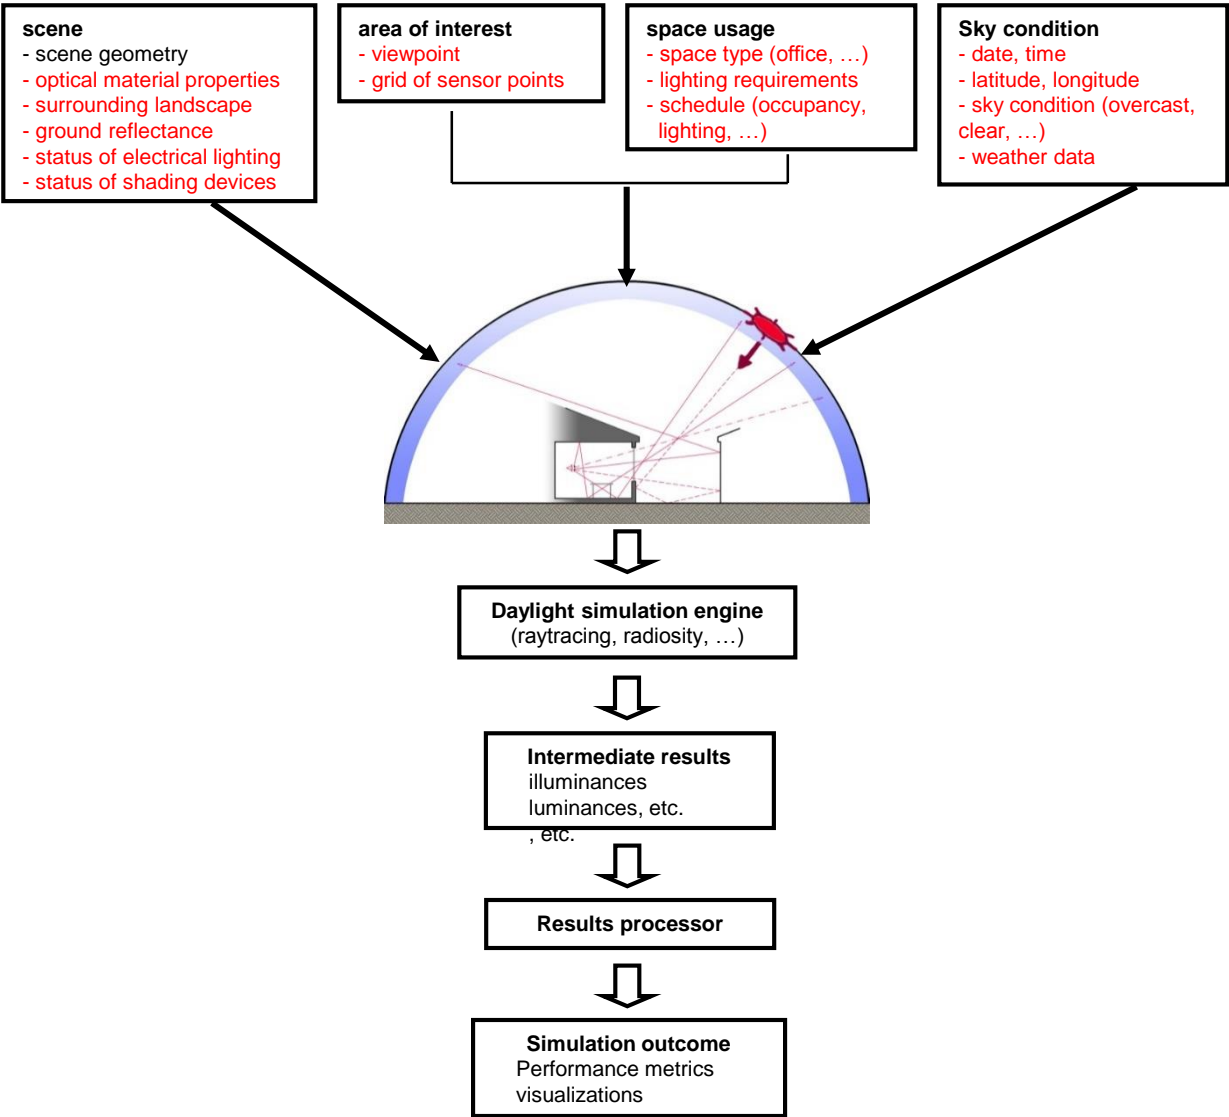 scene
- scene geometry
- optical material properties
- surrounding landscape
- ground reflectance
- status of electrical lighting
- status of shading devices
area of interest
- viewpoint
- grid of sensor points
space usage
- space type (office, …)
- lighting requirements
- schedule (occupancy,
lighting, …)
Sky condition
- date, time
- latitude, longitude
- sky condition (overcast,
clear, …)
- weather data
Daylight simulation engine
(raytracing, radiosity, …)
Intermediate results
illuminances
luminances, etc.
, etc.
Results processor
Simulation outcome
Performance metrics
visualizations